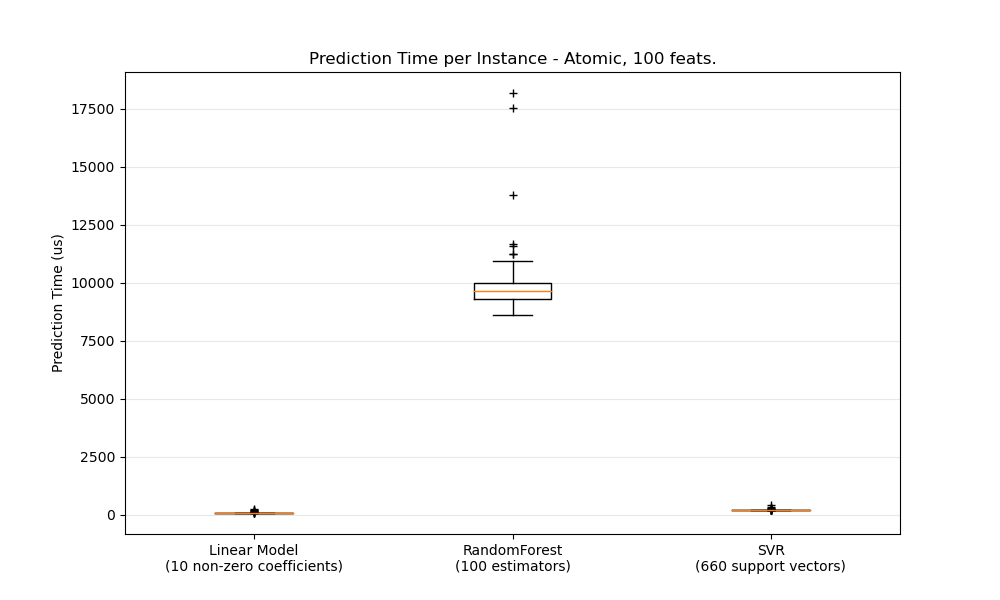 Prediction Time per Instance - Atomic, 100 feats.
17500
15000
12500
10000
7500
5000
2500
0
Prediction Time (us)
Linear Model
(10 non-zero coefficients)
RandomForest
(100 estimators)
SVR
(660 support vectors)